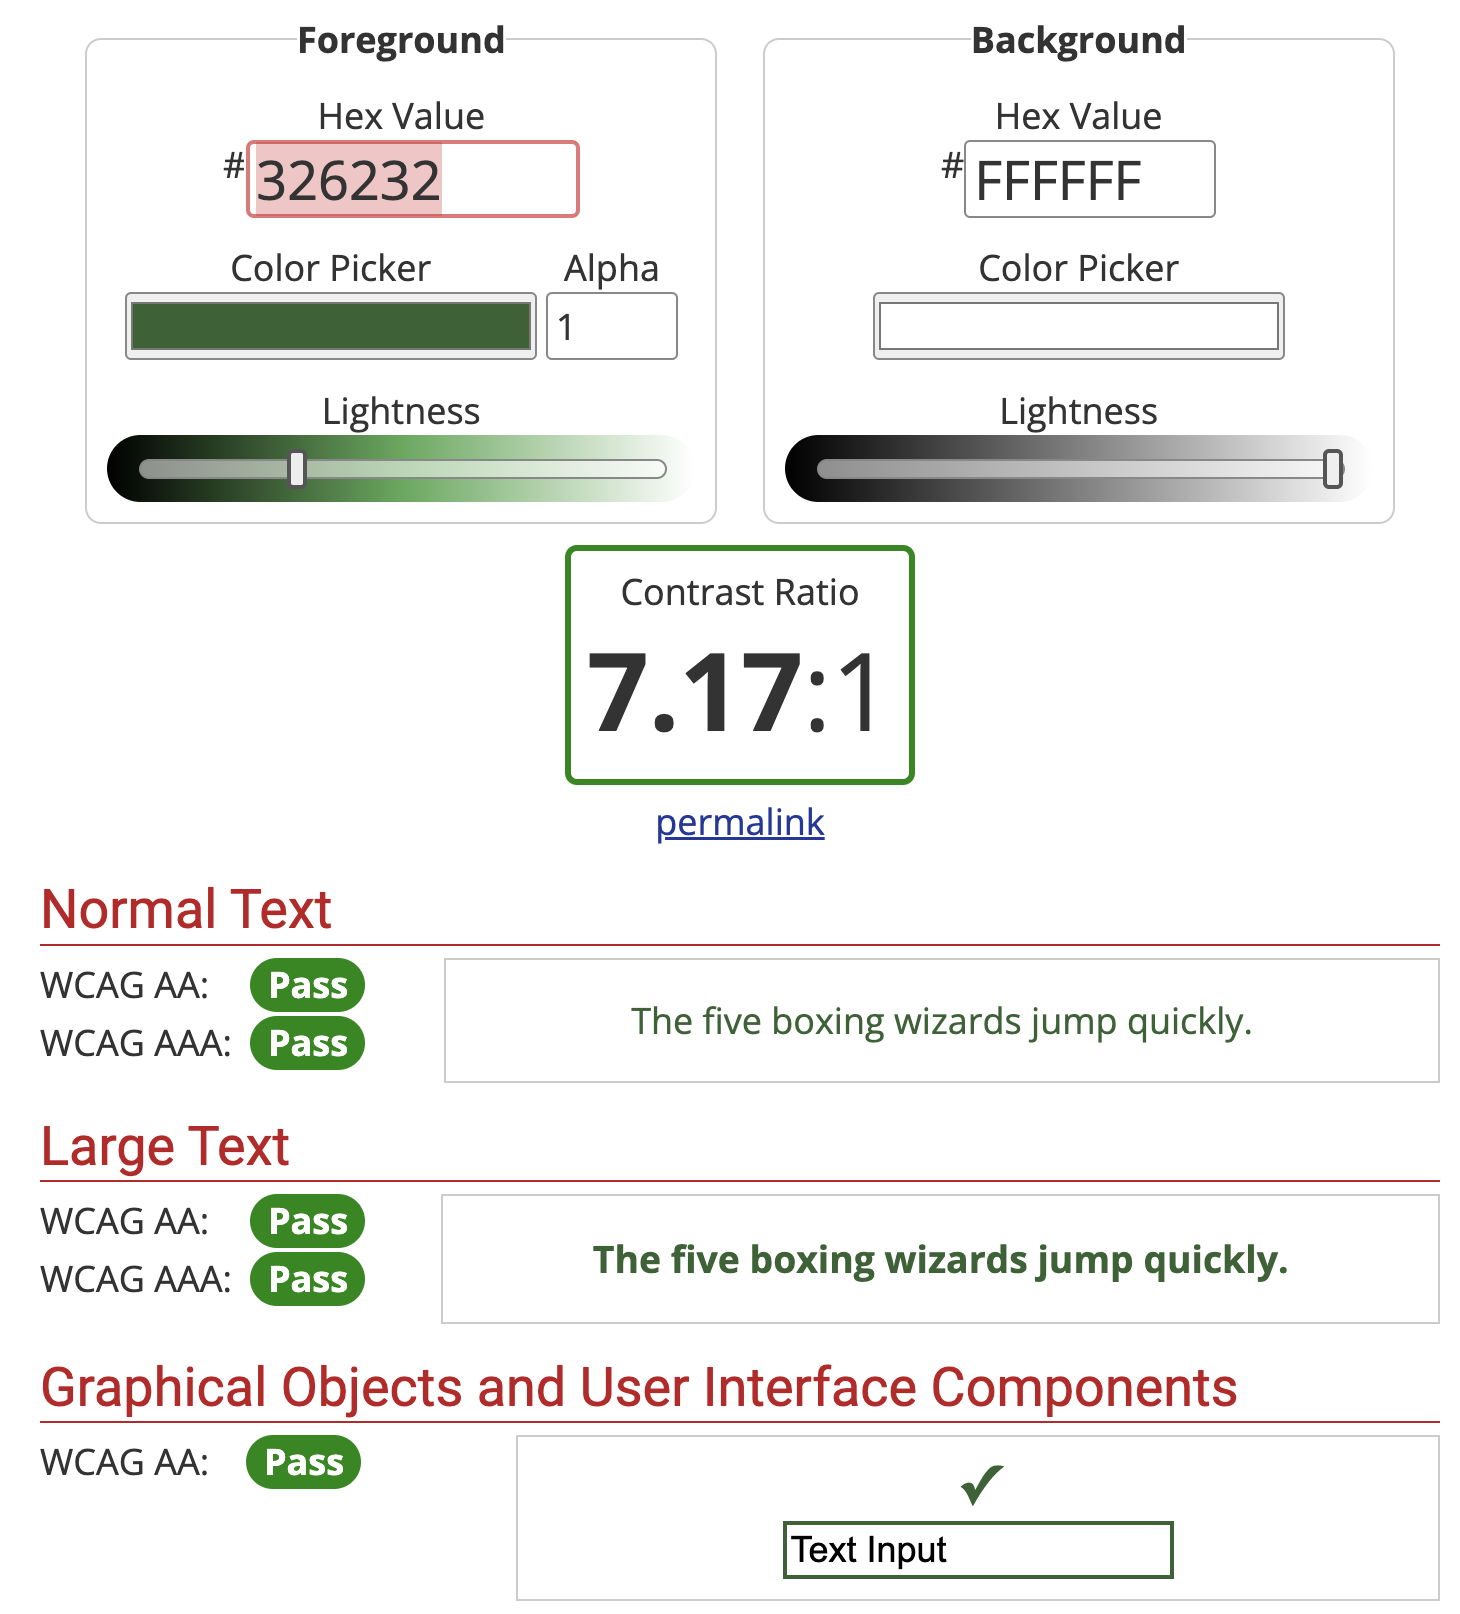 Foreground
Hex Value
#326232
Color Picker
Alpha
1
Lightness
Background
Hex Value
#FFFFFF
Color Picker
Lightness
Contrast Ratio
7.17:1
permalink
Normal Text
WCAG AA: Pass
WCAG AAA: Pass
The five boxing wizards jump quickly.
Large Text
WCAG AA: Pass
WCAG AAA: Pass
The five boxing wizards jump quickly.
Graphical Objects and User Interface Components
WCAG AA: Pass
✓
Text Input